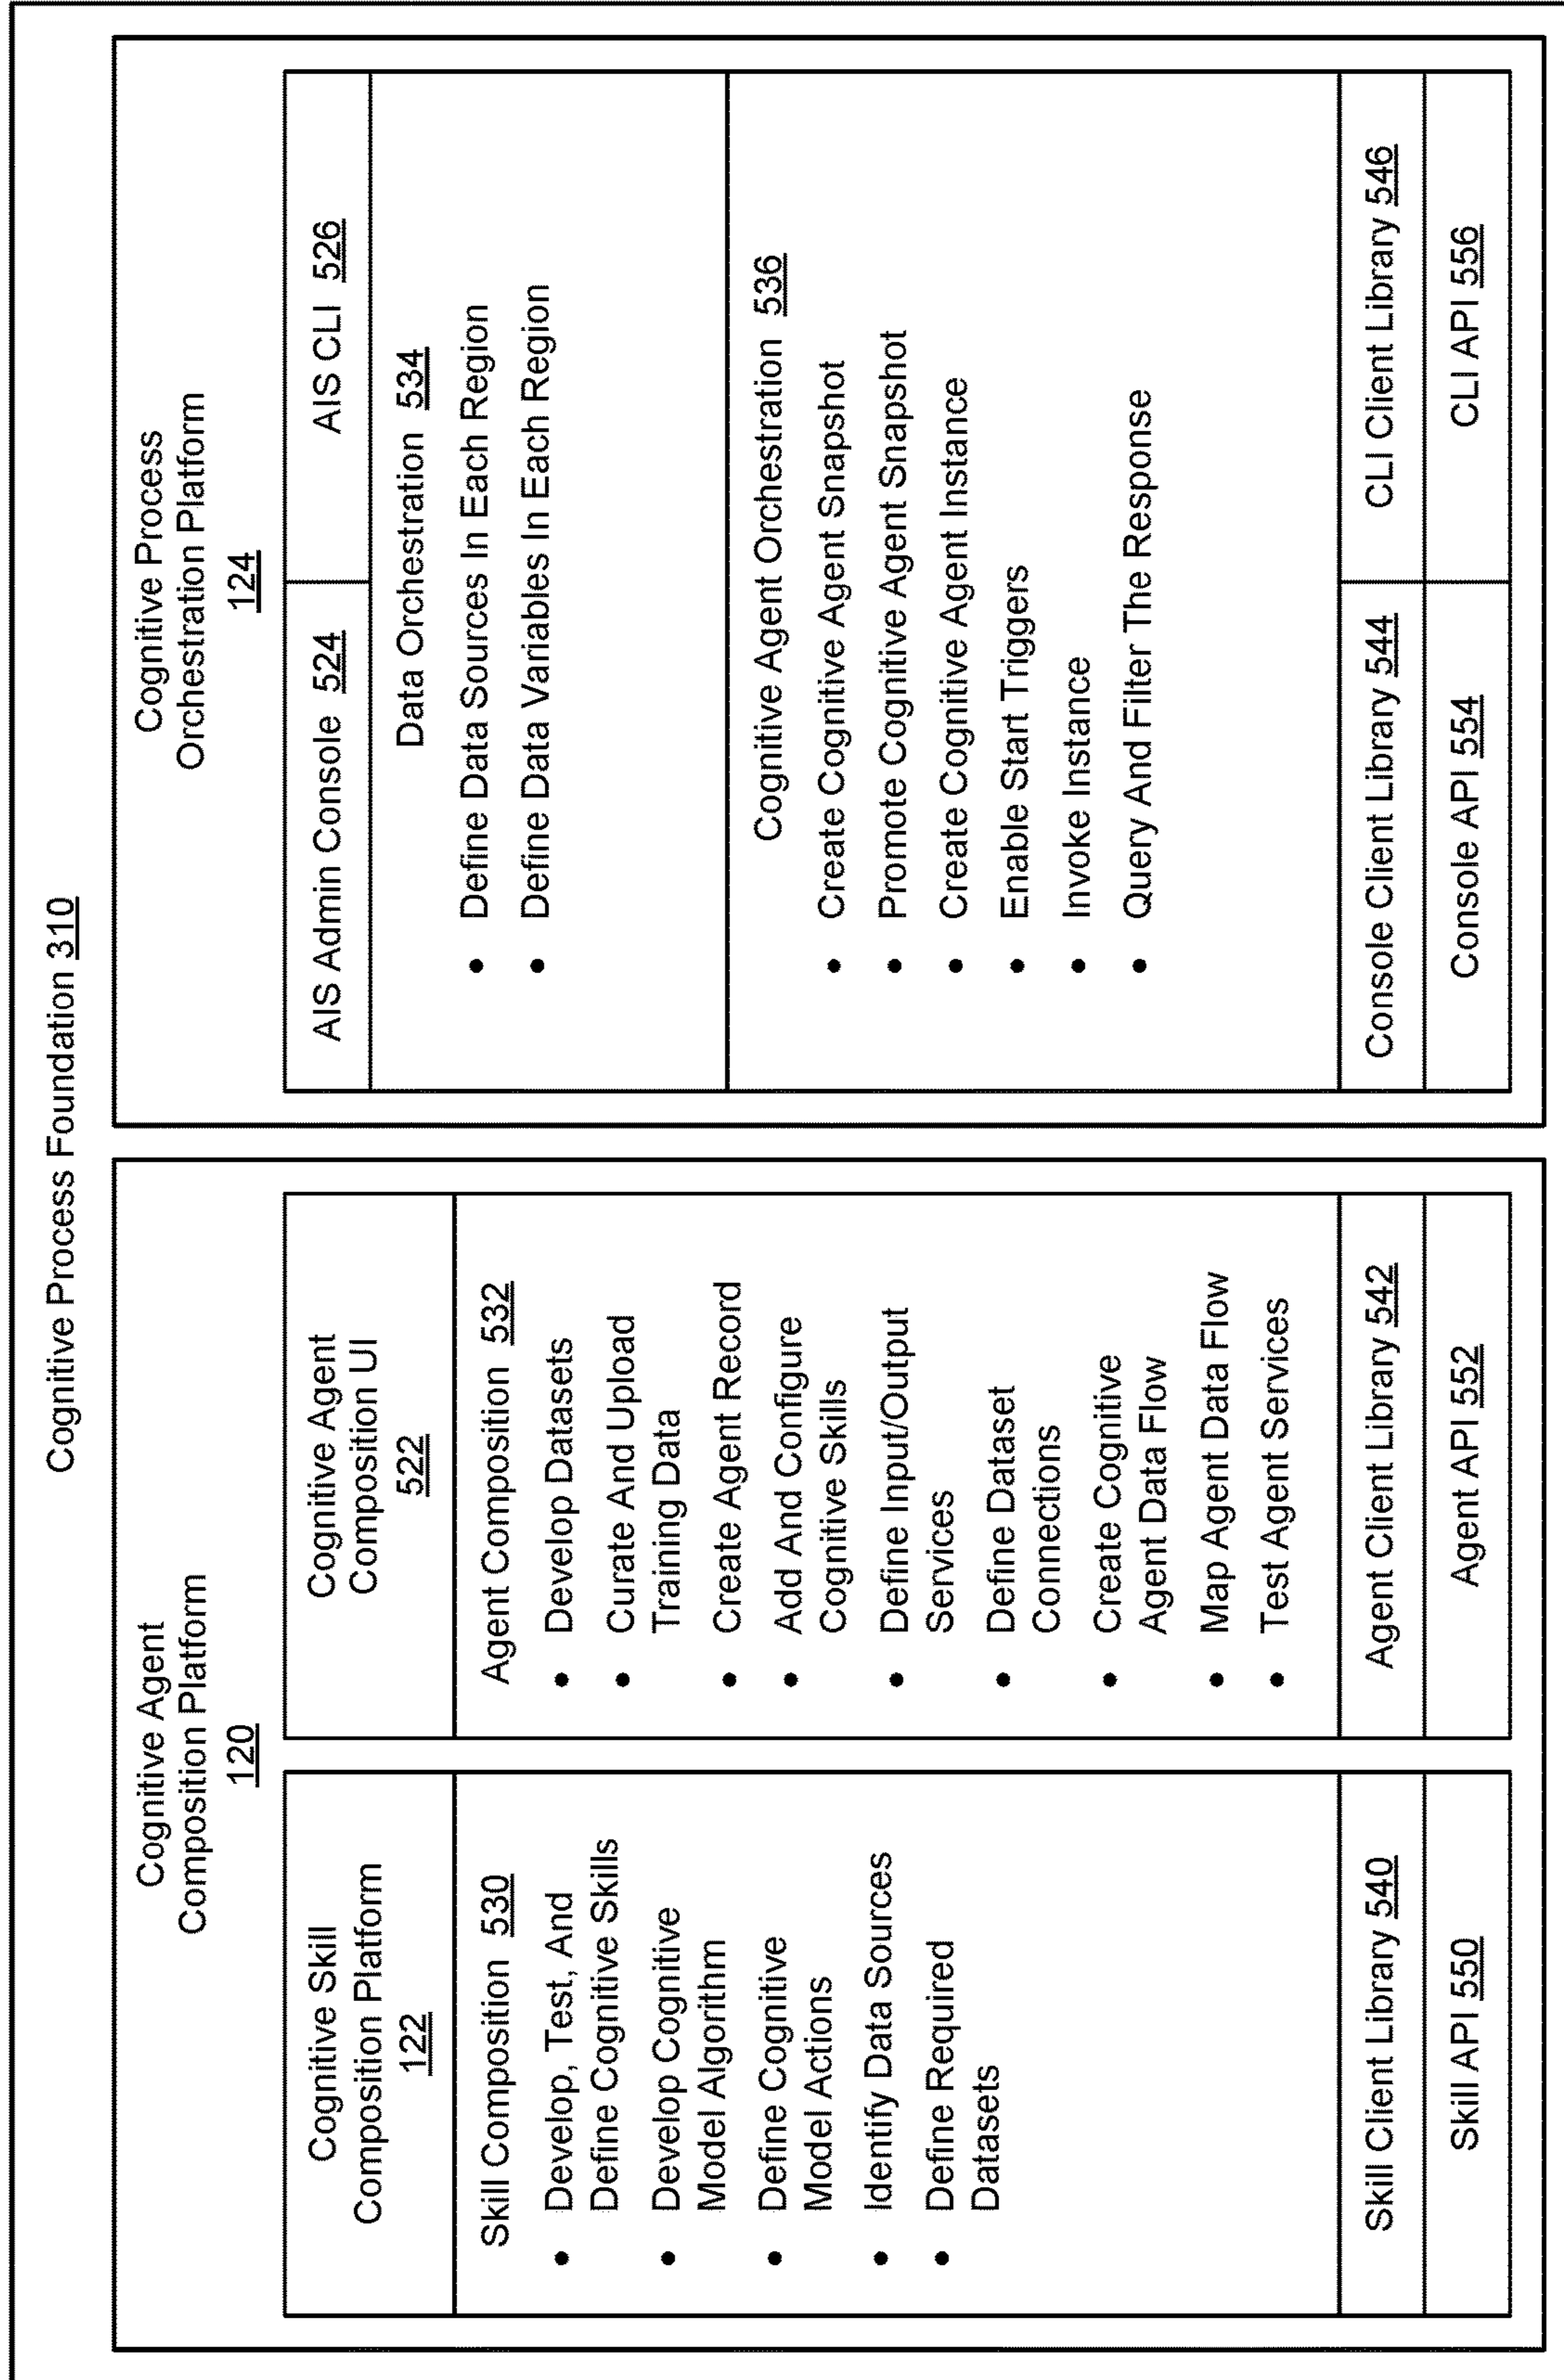 Cognitive Process Foundation 310
Cognitive Agent
Composition Platform
120
Cognitive Skill
Composition Platform
122
Skill Composition 530
• Develop, Test, And
Define Cognitive Skills
• Develop Cognitive
Model Algorithm
• Define Cognitive
Model Actions
• Identify Data Sources
• Define Required
Datasets
Skill Client Library 540
Skill API 550
Cognitive Agent
Composition UI
522
Agent Composition 532
• Develop Datasets
• Curate And Upload
Training Data
• Create Agent Record
• Add And Configure
Cognitive Skills
• Define Input/Output
Services
• Define Dataset
Connections
• Create Cognitive
Agent Data Flow
• Map Agent Data Flow
• Test Agent Services
Agent Client Library 542
Agent API 552
Cognitive Process
Orchestration Platform
124
AIS Admin Console 524
AIS CLI 526
Data Orchestration 534
• Define Data Sources In Each Region
• Define Data Variables In Each Region
Cognitive Agent Orchestration 536
• Create Cognitive Agent Snapshot
• Promote Cognitive Agent Snapshot
• Create Cognitive Agent Instance
• Enable Start Triggers
• Invoke Instance
• Query And Filter The Response
Console Client Library 544
CLI Client Library 546
Console API 554
CLI API 556